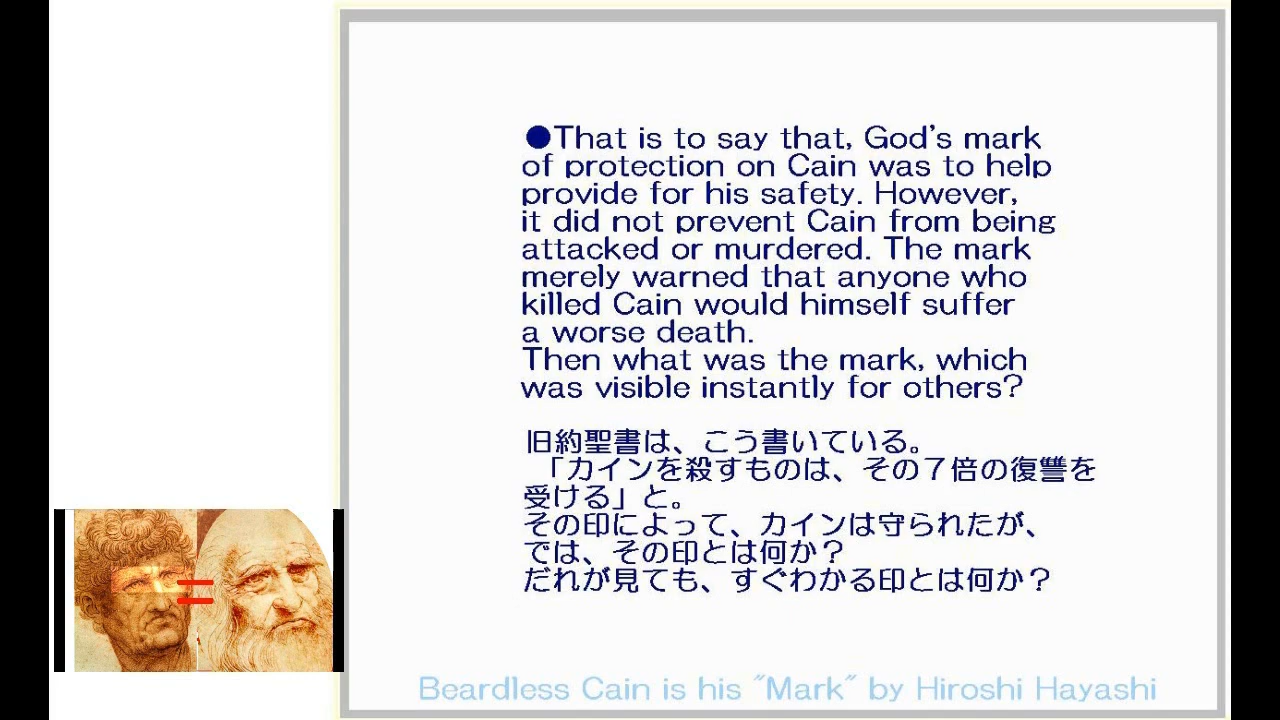 ●That is to say that, God's mark
of protection on Cain was to help
provide for his safety. However,
it did not prevent Cain from being
attacked or murdered. The mark
merely warned that anyone who
killed Cain would himself suffer
a worse death.
Then what was the mark, which
was visible instantly for others?
旧約聖書は、こう書いている。
「カインを殺すものは、その７倍の復讐を
受ける」と。
その印によって、カインは守られたが、
では、その印とは何か？
だれが見ても、すぐわかる印とは何か？
Beardless Cain is his "Mark" by Hiroshi Hayashi